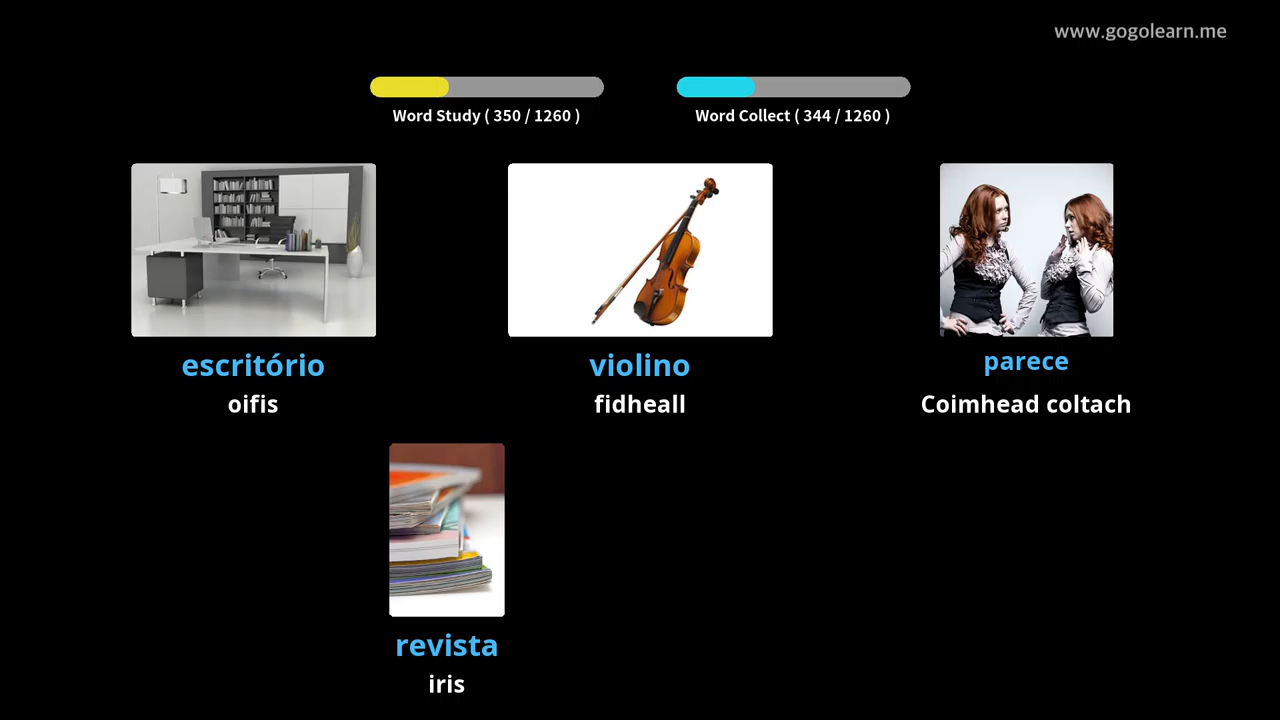 www.gogolearn.me
Word Study ( 350 / 1260 )
Word Collect ( 344 / 1260 )
escritório
oifis
violino
fidheall
parece
Coimhead coltach
revista
iris